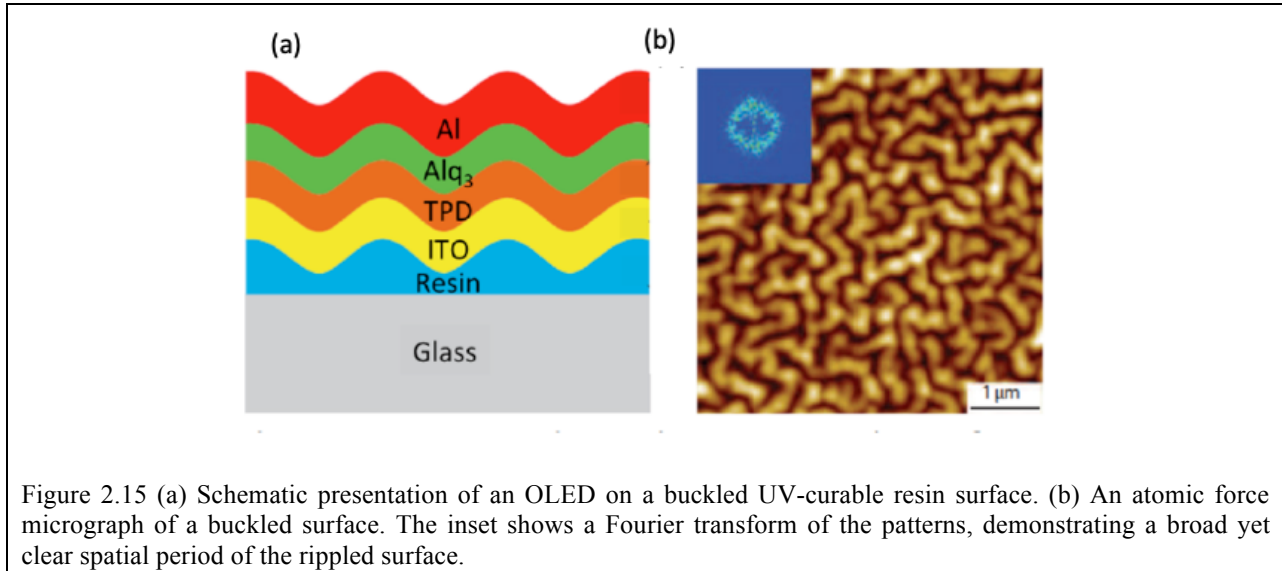 (a)
(b)
Al
Alq₃
TPD
ITO
Resin
Glass
1 µm
Figure 2.15 (a) Schematic presentation of an OLED on a buckled UV-curable resin surface. (b) An atomic force
micrograph of a buckled surface. The inset shows a Fourier transform of the patterns, demonstrating a broad yet
clear spatial period of the rippled surface.